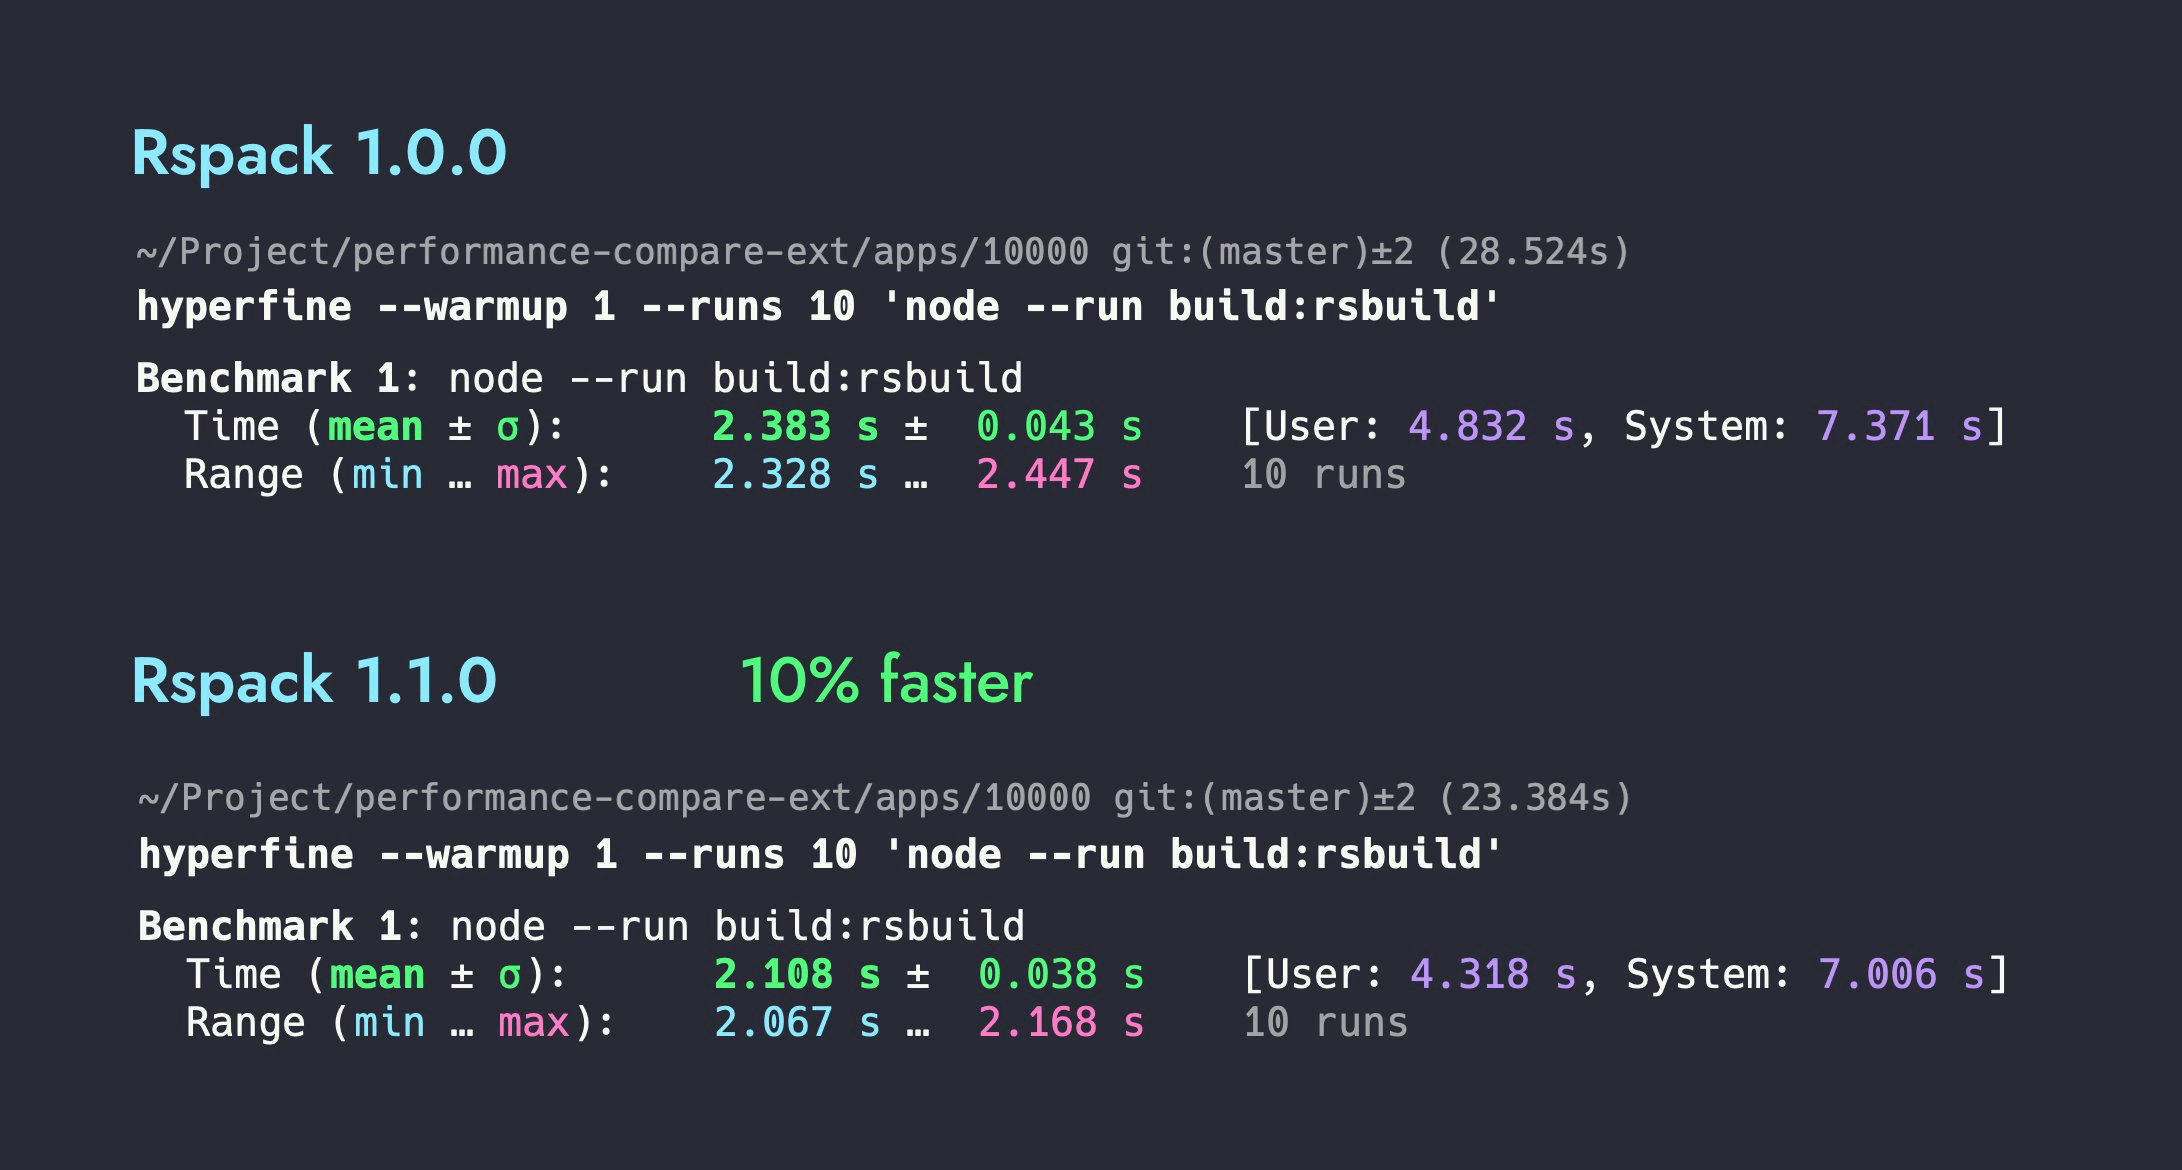 Rspack 1.0.0
~/Project/performance-compare-ext/apps/10000 git:(master)±2 (28.524s)
hyperfine --warmup 1 --runs 10 'node --run build:rsbuild'
Benchmark 1: node --run build:rsbuild
Time (mean ± σ): 2.383 s ± 0.043 s [User: 4.832 s, System: 7.371 s]
Range (min … max): 2.328 s … 2.447 s 10 runs
Rspack 1.1.0 10% faster
~/Project/performance-compare-ext/apps/10000 git:(master)±2 (23.384s)
hyperfine --warmup 1 --runs 10 'node --run build:rsbuild'
Benchmark 1: node --run build:rsbuild
Time (mean ± σ): 2.108 s ± 0.038 s [User: 4.318 s, System: 7.006 s]
Range (min … max): 2.067 s … 2.168 s 10 runs